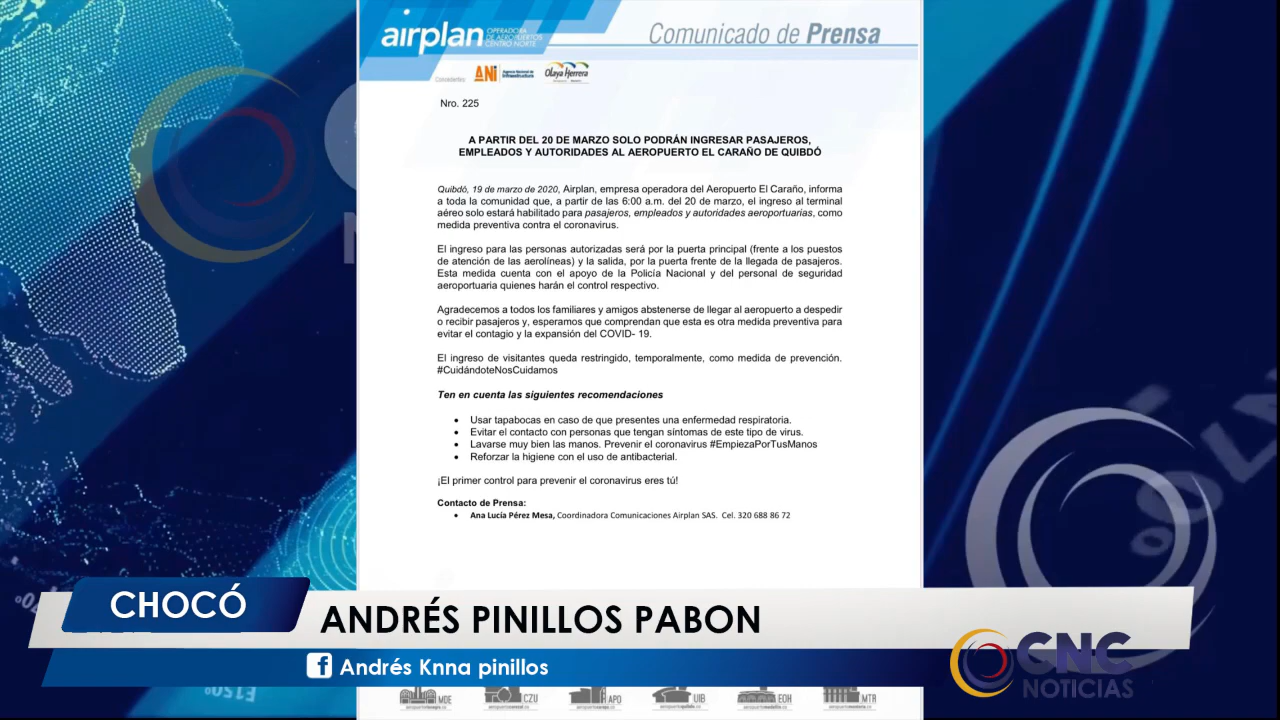 airplan
OPERADORA
DE AEROPUERTOS
CENTRO NORTE
Comunicado de Prensa
ANi
Agencia Nacional de
Infraestructura
Olaya Herrera
Nro. 225
A PARTIR DEL 20 DE MARZO SOLO PODRÁN INGRESAR PASAJEROS,
EMPLEADOS Y AUTORIDADES AL AEROPUERTO EL CARAÑO DE QUIBDÓ
Quibdó, 19 de marzo de 2020, Airplan, empresa operadora del Aeropuerto El Caraño, informa
a toda la comunidad que, a partir de las 6:00 a.m. del 20 de marzo, el ingreso al terminal
aéreo solo estará habilitado para pasajeros, empleados y autoridades aeroportuarias, como
medida preventiva contra el coronavirus.
El ingreso para las personas autorizadas será por la puerta principal (frente a los puestos
de atención de las aerolíneas) y la salida, por la puerta frente de la llegada de pasajeros.
Esta medida cuenta con el apoyo de la Policía Nacional y del personal de seguridad
aeroportuaria quienes harán el control respectivo.
Agradecemos a todos los familiares y amigos abstenerse de llegar al aeropuerto a despedir
o recibir pasajeros y, esperamos que comprendan que esta es otra medida preventiva para
evitar el contagio y la expansión del COVID- 19.
El ingreso de visitantes queda restringido, temporalmente, como medida de prevención.
#CuidándoteNosCuidamos
Ten en cuenta las siguientes recomendaciones
• Usar tapabocas en caso de que presentes una enfermedad respiratoria.
• Evitar el contacto con personas que tengan síntomas de este tipo de virus.
• Lavarse muy bien las manos. Prevenir el coronavirus #EmpiezaPorTusManos
• Reforzar la higiene con el uso de antibacterial.
¡El primer control para prevenir el coronavirus eres tú!
Contacto de Prensa:
• Ana Lucía Pérez Mesa, Coordinadora Comunicaciones Airplan SAS. Cel. 320 688 86 72
CHOCÓ
ANDRÉS PINILLOS PABON
Andrés Knna pinillos
CNC
NOTICIAS
MDE CZU APO UIB EOH MTR